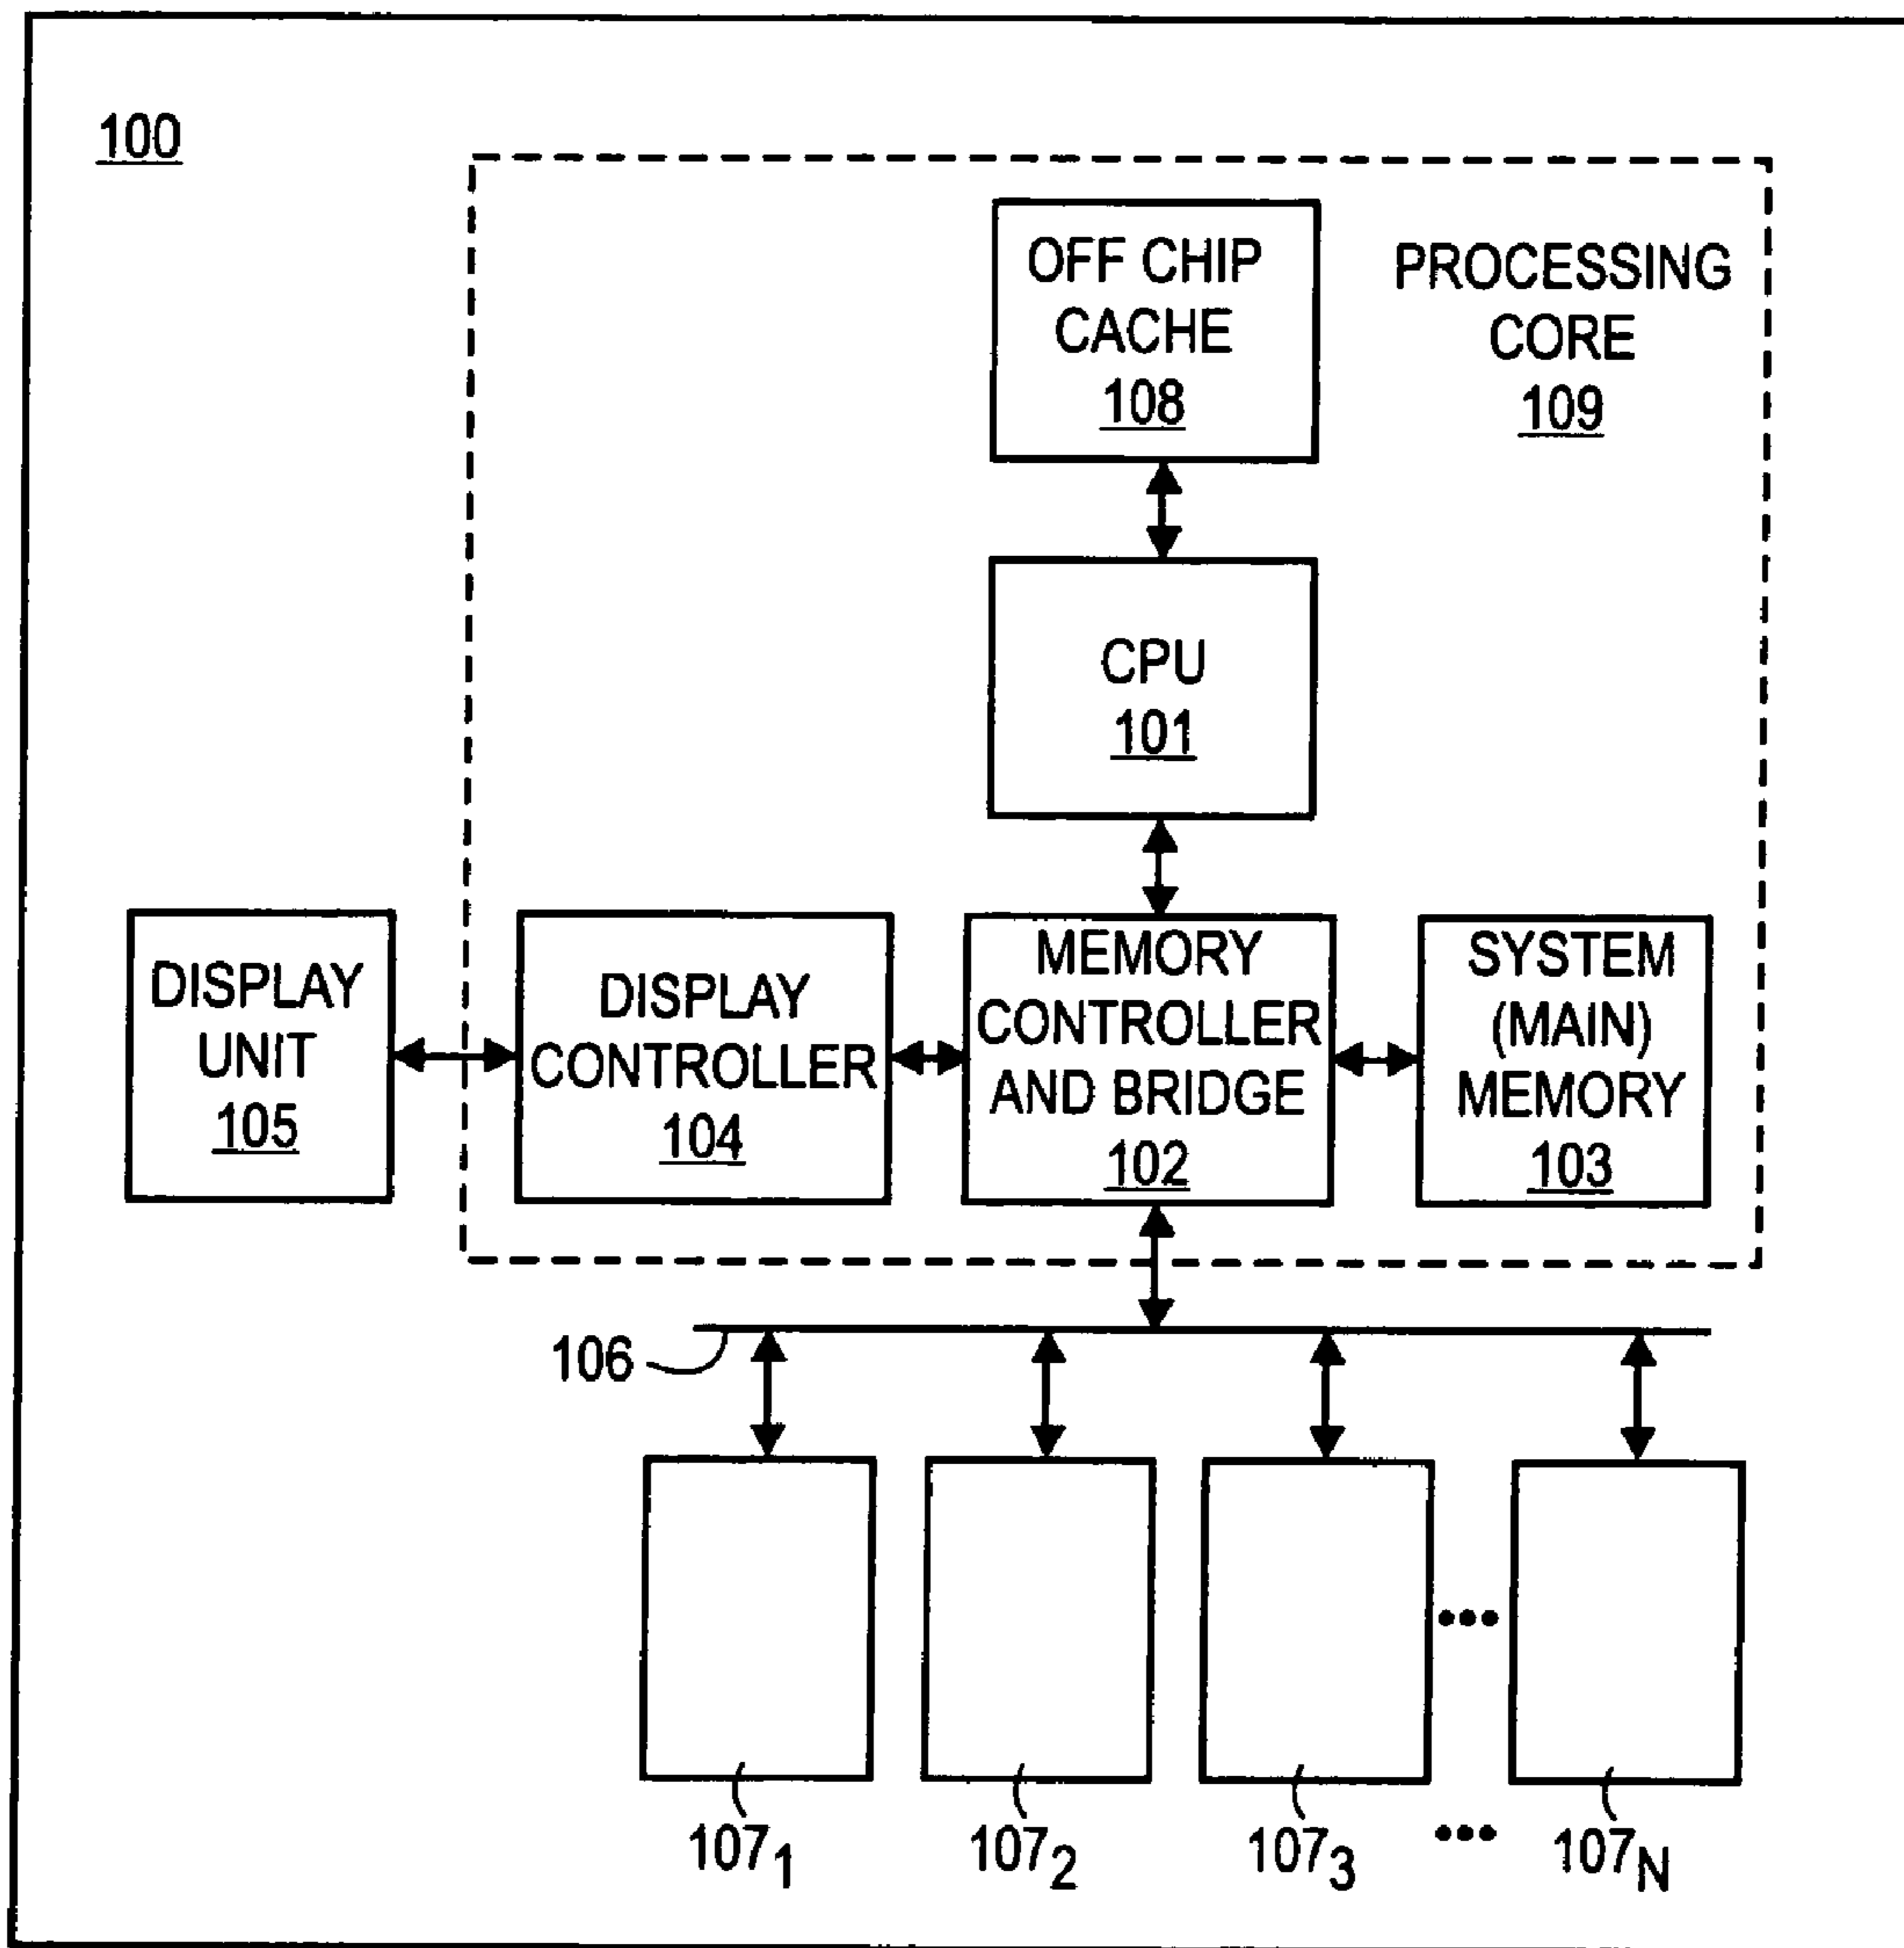 100
OFF CHIP
CACHE
108
PROCESSING
CORE
109
CPU
101
DISPLAY
UNIT
105
DISPLAY
CONTROLLER
104
MEMORY
CONTROLLER
AND BRIDGE
102
SYSTEM
(MAIN)
MEMORY
103
106
•••
107₁ 107₂ 107₃ ••• 107N